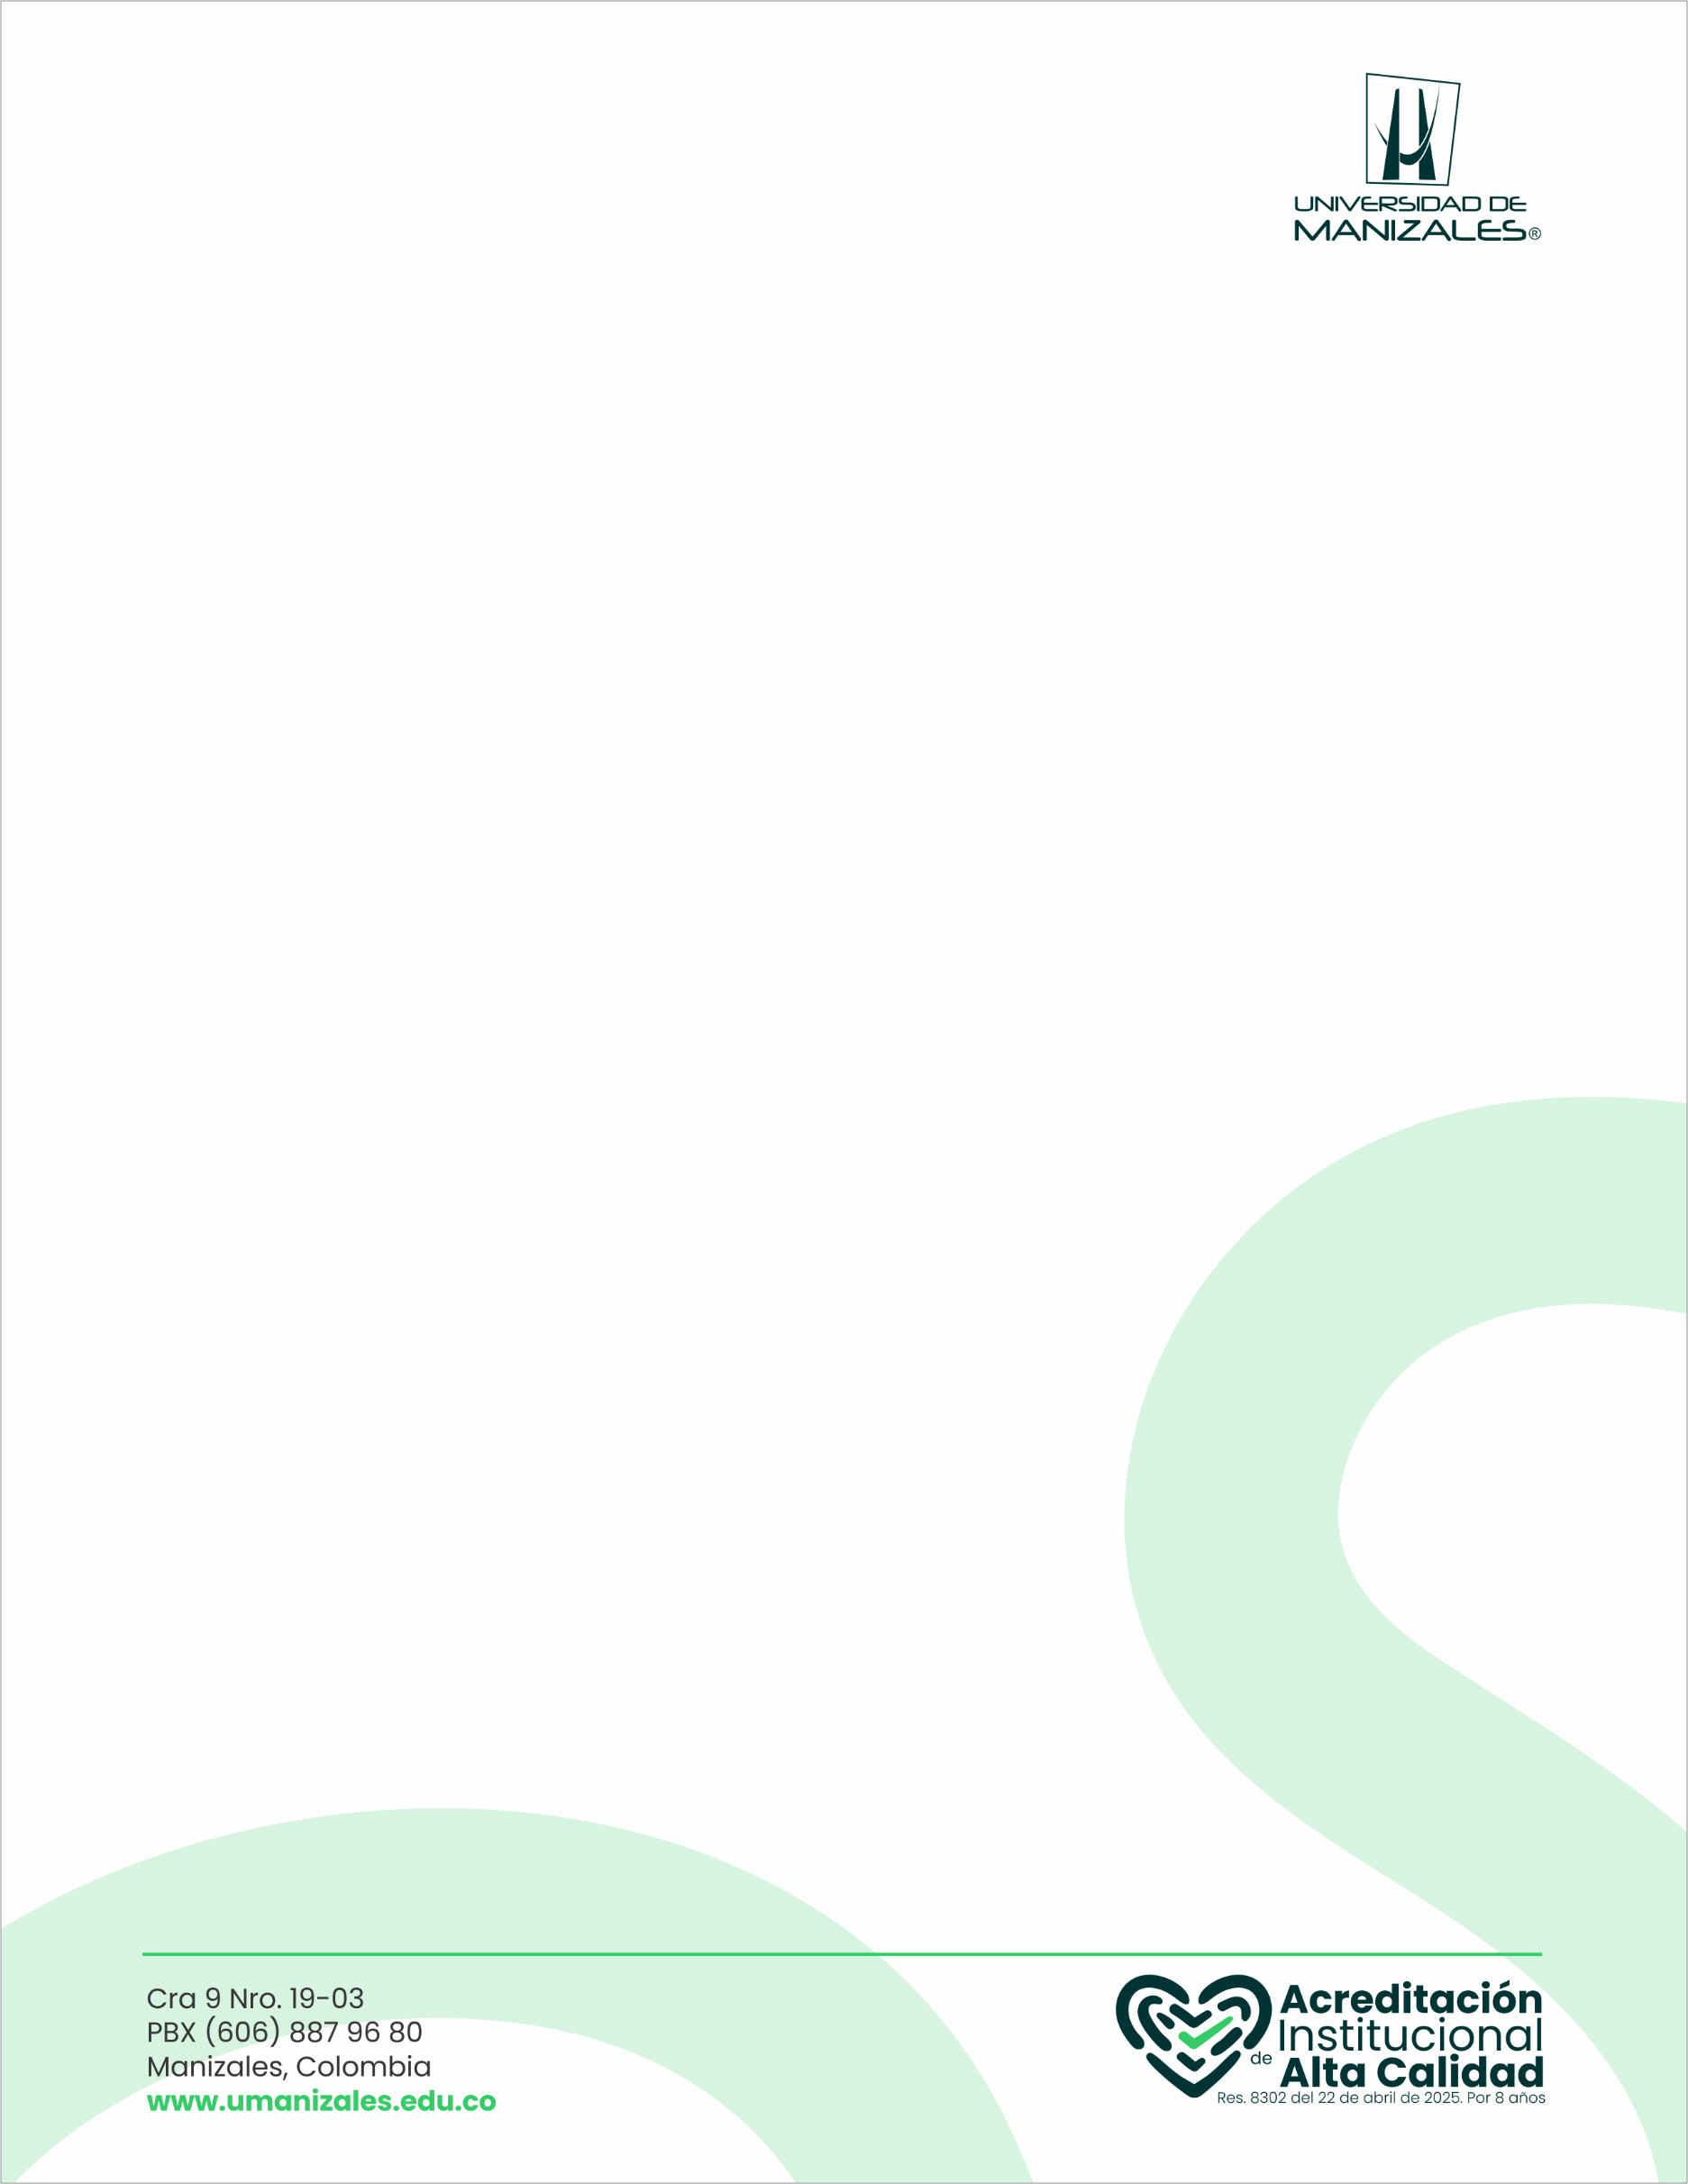 UNIVERSIDAD DE
MANIZALES®
Cra 9 Nro. 19-03
PBX (606) 887 96 80
Manizales, Colombia
www.umanizales.edu.co
Acreditación
Institucional
de
Alta Calidad
Res. 8302 del 22 de abril de 2025. Por 8 años